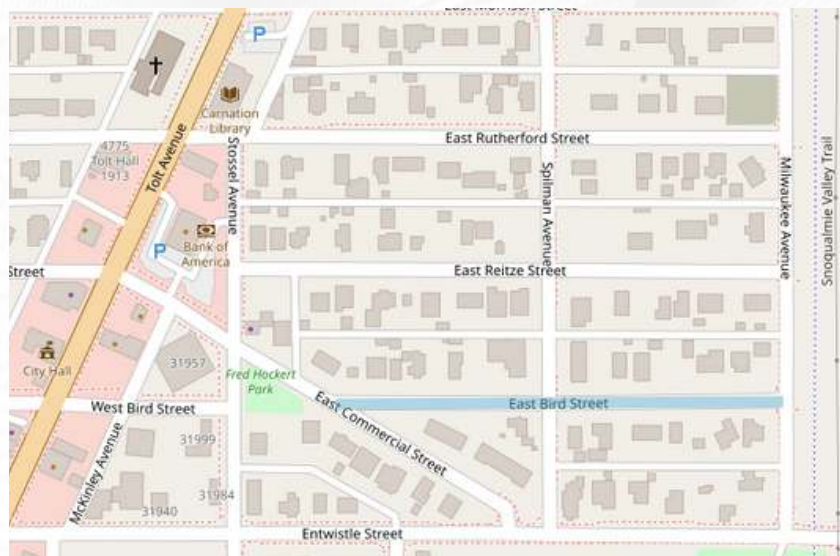 East Morrison Street
P
Carnation
Library
East Rutherford Street
4775
Tolt Hall
1913
Tolt Avenue
Stossel Avenue
Spilman Avenue
Milwaukee Avenue
Snoqualmie Valley Trail
P
Bank of
America
Street
East Reitze Street
City Hall
31957
Fred Hockert
Park
West Bird Street
East Commercial Street
East Bird Street
McKinley Avenue
31999
31984
31940
Entwistle Street